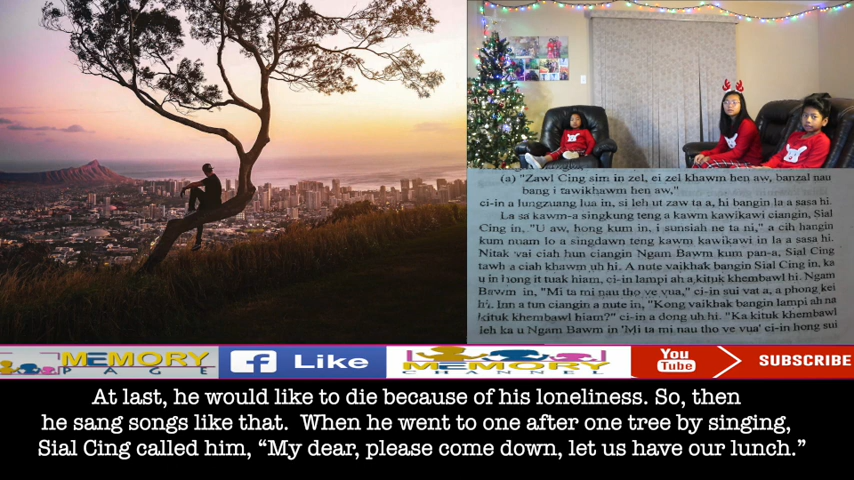 (a) "Zawl Cing sim in zel, ei zel khawm hen aw, banzal nau
bang i tawikhawm hen aw,"
ci-in a lungzuang lua in, si leh ut zaw ta a, hi bangin la a sasa hi.
La sa kawm-a singkung teng a kawm kawikawi ciangin, Sial
Cing in, "U aw, hong kum in, i sunsiah ne ta ni," a cih hangin
kum nuam lo a singdawn teng kawm kawikawi in la a sasa hi.
Nitak vai ciah hun ciangin Ngam Bawm kum pan-a, Sial Cing
tawh a ciah khawm uh hi. A nute vaikhak bangin Sial Cing in, ka
u in hong it tuak hiam, ci-in lampi ah a kituk khembawl hi. Ngam
Bawm in, "Mi ta mi nau tho ve vua," ci-in sui vat a, a phong kei
hi. Inn a tun ciangin a nute in, "Kong vaikhak bangin lampi ah na
kituk khembawl hiam?" ci-in a dong uh hi. "Ka kituk khembawl
leh ka u Ngam Bawm in 'Mi ta mi nau tho ve vua' ci-in hong sui
MEMORY
PAGE
f Like
MEMORY
CHANNEL
You
Tube
SUBSCRIBE
At last, he would like to die because of his loneliness. So, then
he sang songs like that. When he went to one after one tree by singing,
Sial Cing called him, “My dear, please come down, let us have our lunch.”